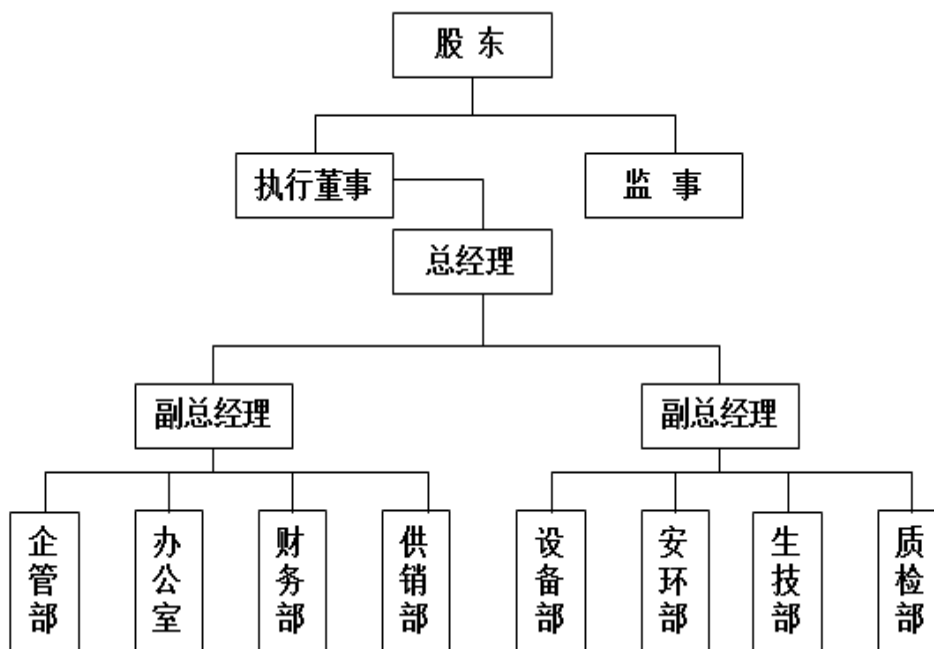 股 东
执行董事
监 事
总经理
副总经理
副总经理
企管部
办公室
财务部
供销部
设备部
安环部
生技部
质检部